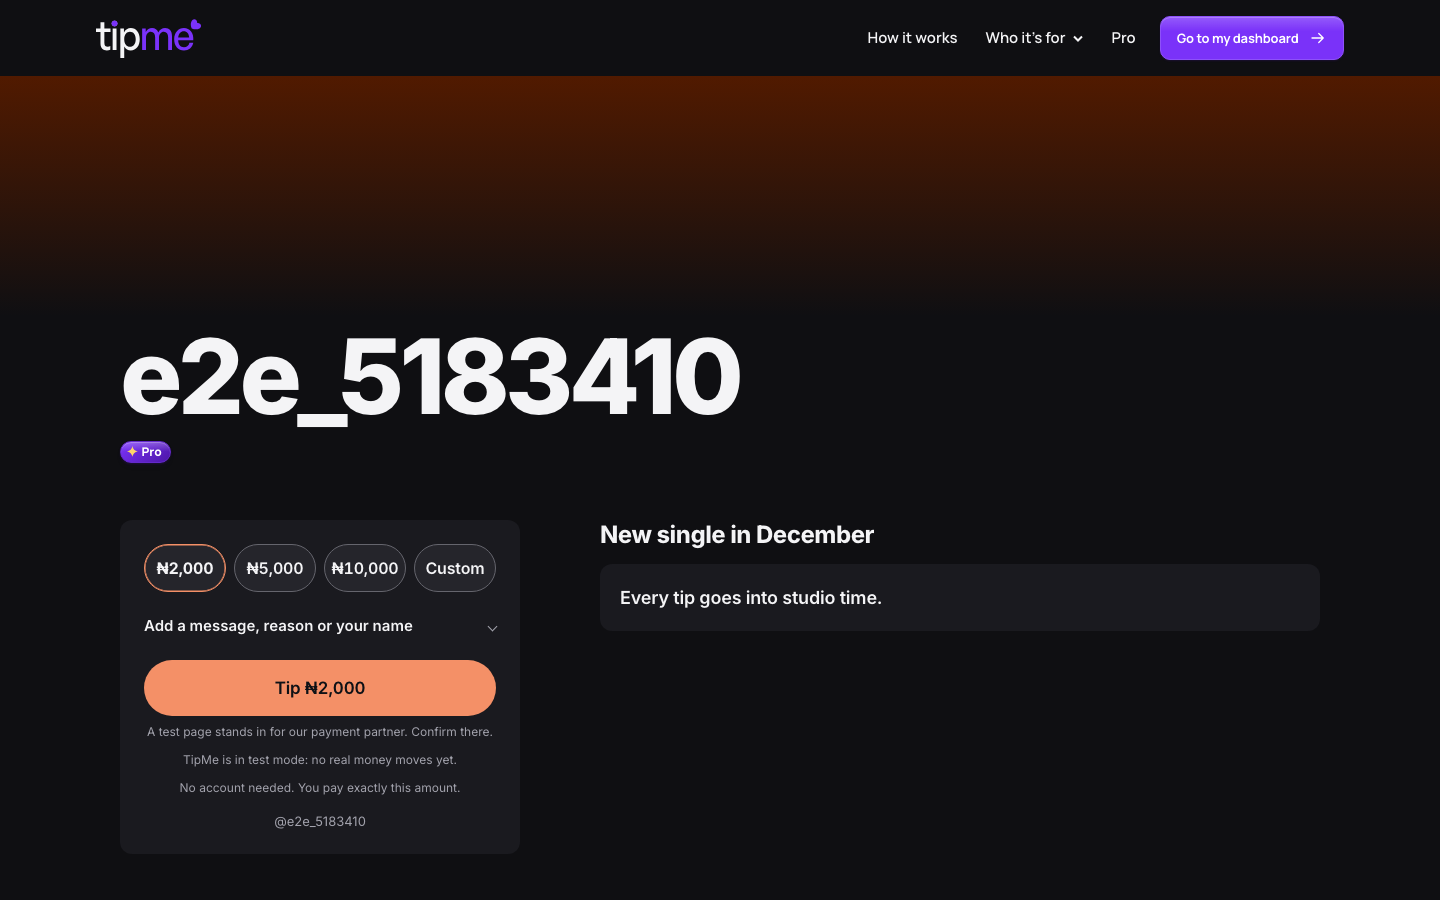 tipme
How it works
Who it's for
Pro
Go to my dashboard
e2e_5183410
Pro
₦2,000
₦5,000
₦10,000
Custom
Add a message, reason or your name
Tip ₦2,000
A test page stands in for our payment partner. Confirm there.
TipMe is in test mode: no real money moves yet.
No account needed. You pay exactly this amount.
@e2e_5183410
New single in December
Every tip goes into studio time.